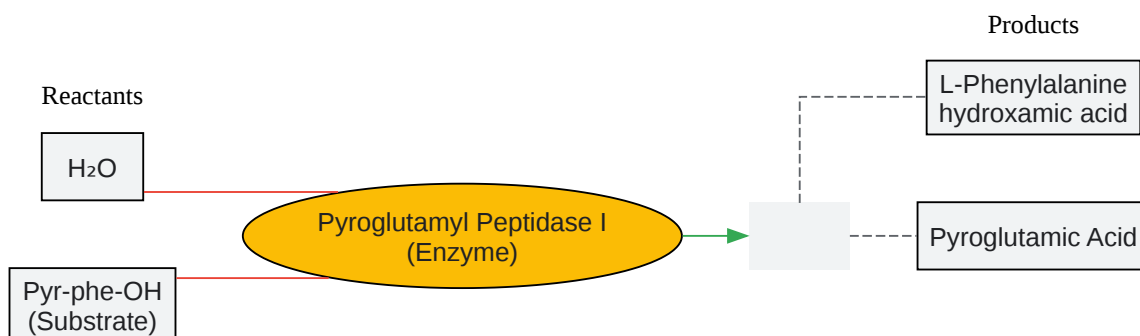 Products
L-Phenylalanine
hydroxamic acid
Reactants
H₂O
Pyroglutamyl Peptidase I
(Enzyme)
Pyroglutamic Acid
Pyr-phe-OH
(Substrate)